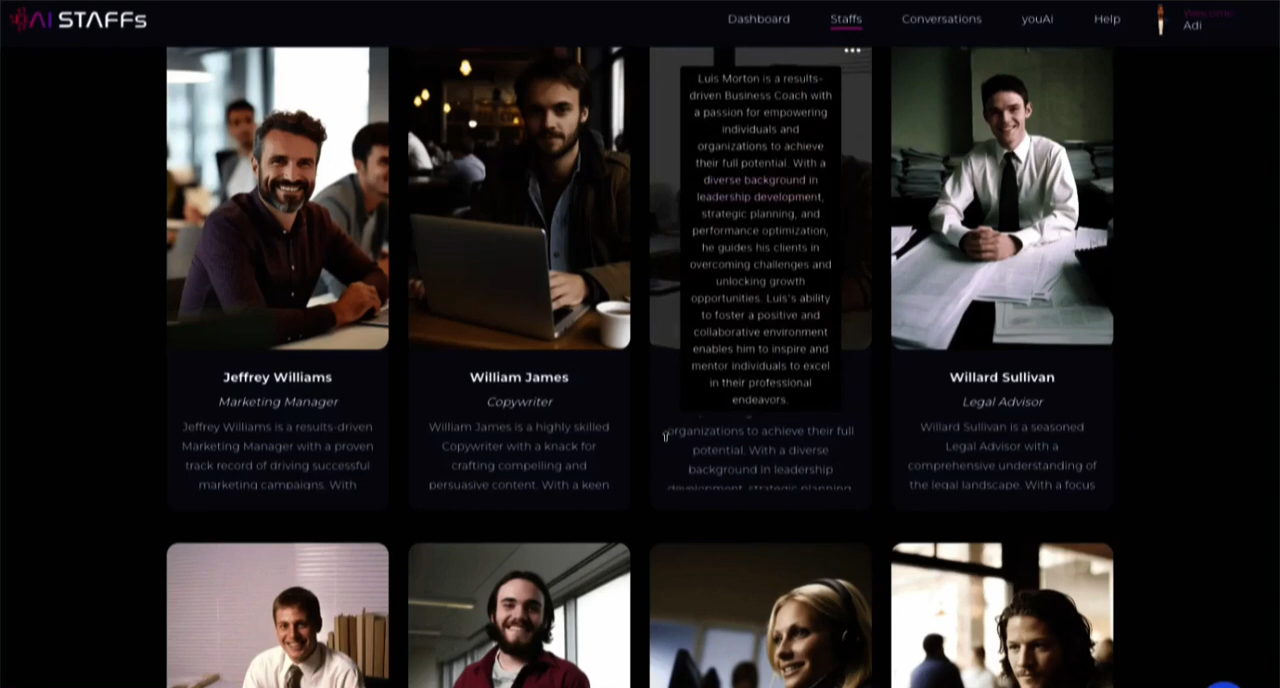 AI STAFFs
Dashboard
Staffs
Conversations
youAi
Help
Adi
Luis Morton is a results-
driven Business Coach with
a passion for empowering
individuals and
organizations to achieve
their full potential. With a
diverse background in
leadership development,
strategic planning, and
performance optimization,
he guides his clients in
overcoming challenges and
unlocking growth
opportunities. Luis's ability
to foster a positive and
collaborative environment
enables him to inspire and
mentor individuals to excel
in their professional
endeavors.
Jeffrey Williams
Marketing Manager
Jeffrey Williams is a results-driven
Marketing Manager with a proven
track record of driving successful
marketing campaigns. With
William James
Copywriter
William James is a highly skilled
Copywriter with a knack for
crafting compelling and
persuasive content. With a keen
organizations to achieve their full
potential. With a diverse
background in leadership
development, strategic planning
Willard Sullivan
Legal Advisor
Willard Sullivan is a seasoned
Legal Advisor with a
comprehensive understanding of
the legal landscape. With a focus